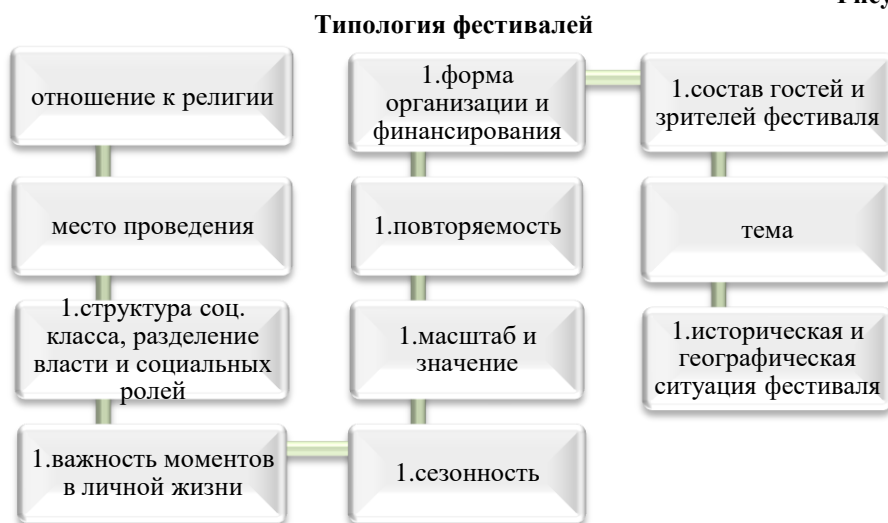 Типология фестивалей
отношение к религии
место проведения
1.структура соц.
класса, разделение
власти и социальных
ролей
1.важность моментов
в личной жизни
1.сезонность
1.масштаб и
значение
1.повторяемость
1.форма
организации и
финансирования
1.состав гостей и
зрителей фестиваля
тема
1.историческая и
географическая
ситуация фестиваля